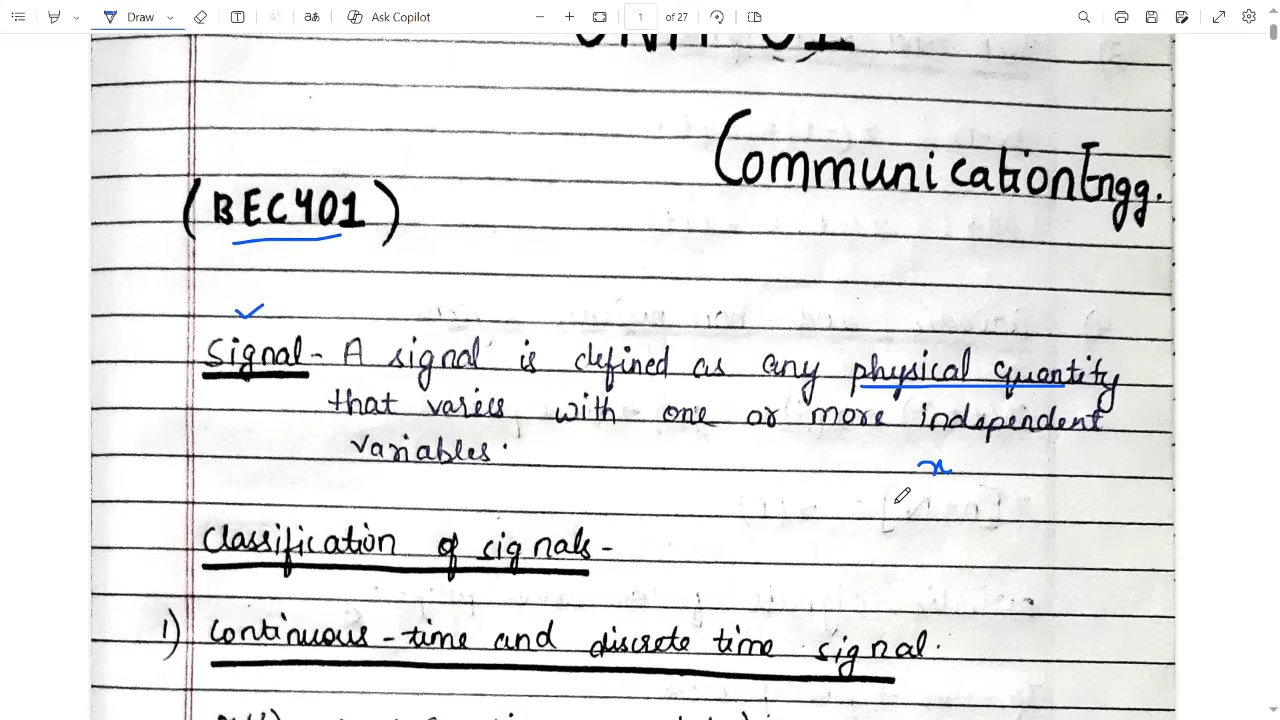 Draw
Ask Copilot
1 of 27
Communication Engg.
(BEC401)
Signal - A signal is defined as any physical quantity
that varies with one or more independent
variables.
x
Classification of signals -
1) Continuous - time and discrete time signal.